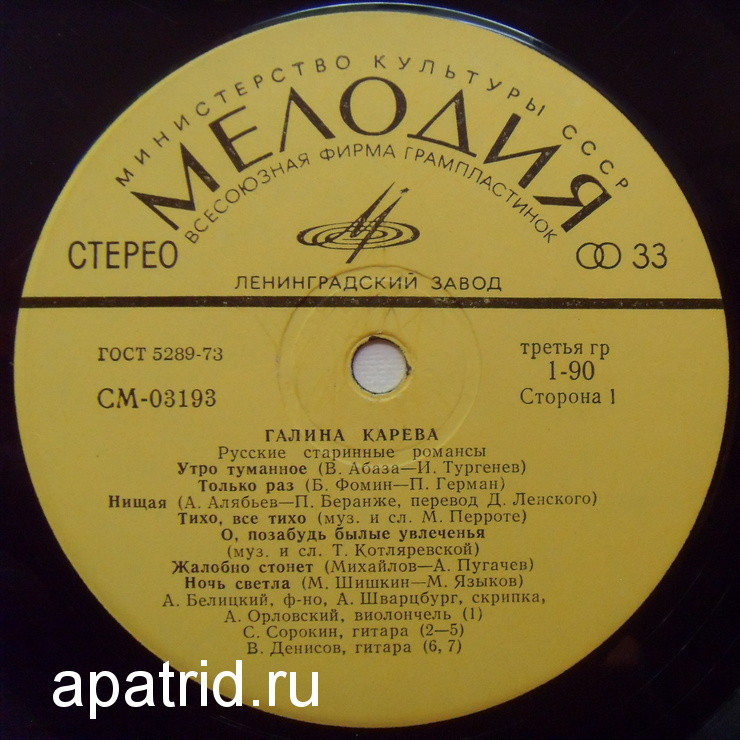 МИНИСТЕРСТВО КУЛЬТУРЫ СССР
МЕЛОДИЯ
ВСЕСОЮЗНАЯ ФИРМА ГРАМПЛАСТИНОК
СТЕРЕО
33
ЛЕНИНГРАДСКИЙ ЗАВОД
ГОСТ 5289-73
третья гр
1-90
СМ-03193
Сторона 1
ГАЛИНА КАРЕВА
Русские старинные романсы
Утро туманное (В. Абаза—И. Тургенев)
Только раз (Б. Фомин—П. Герман)
Нищая (А. Алябьев—П. Беранже, перевод Д. Ленского)
Тихо, все тихо (муз. и сл. М. Перроте)
О, позабудь былые увлеченья
(муз. и сл. Т. Котляревской)
Жалобно стонет (Михайлов—А. Пугачев)
Ночь светла (М. Шишкин—М. Языков)
А. Белицкий, ф-но, А. Шварцбург, скрипка,
А. Орловский, виолончель (1)
С. Сорокин, гитара (2—5)
В. Денисов, гитара (6, 7)
apatrid.ru